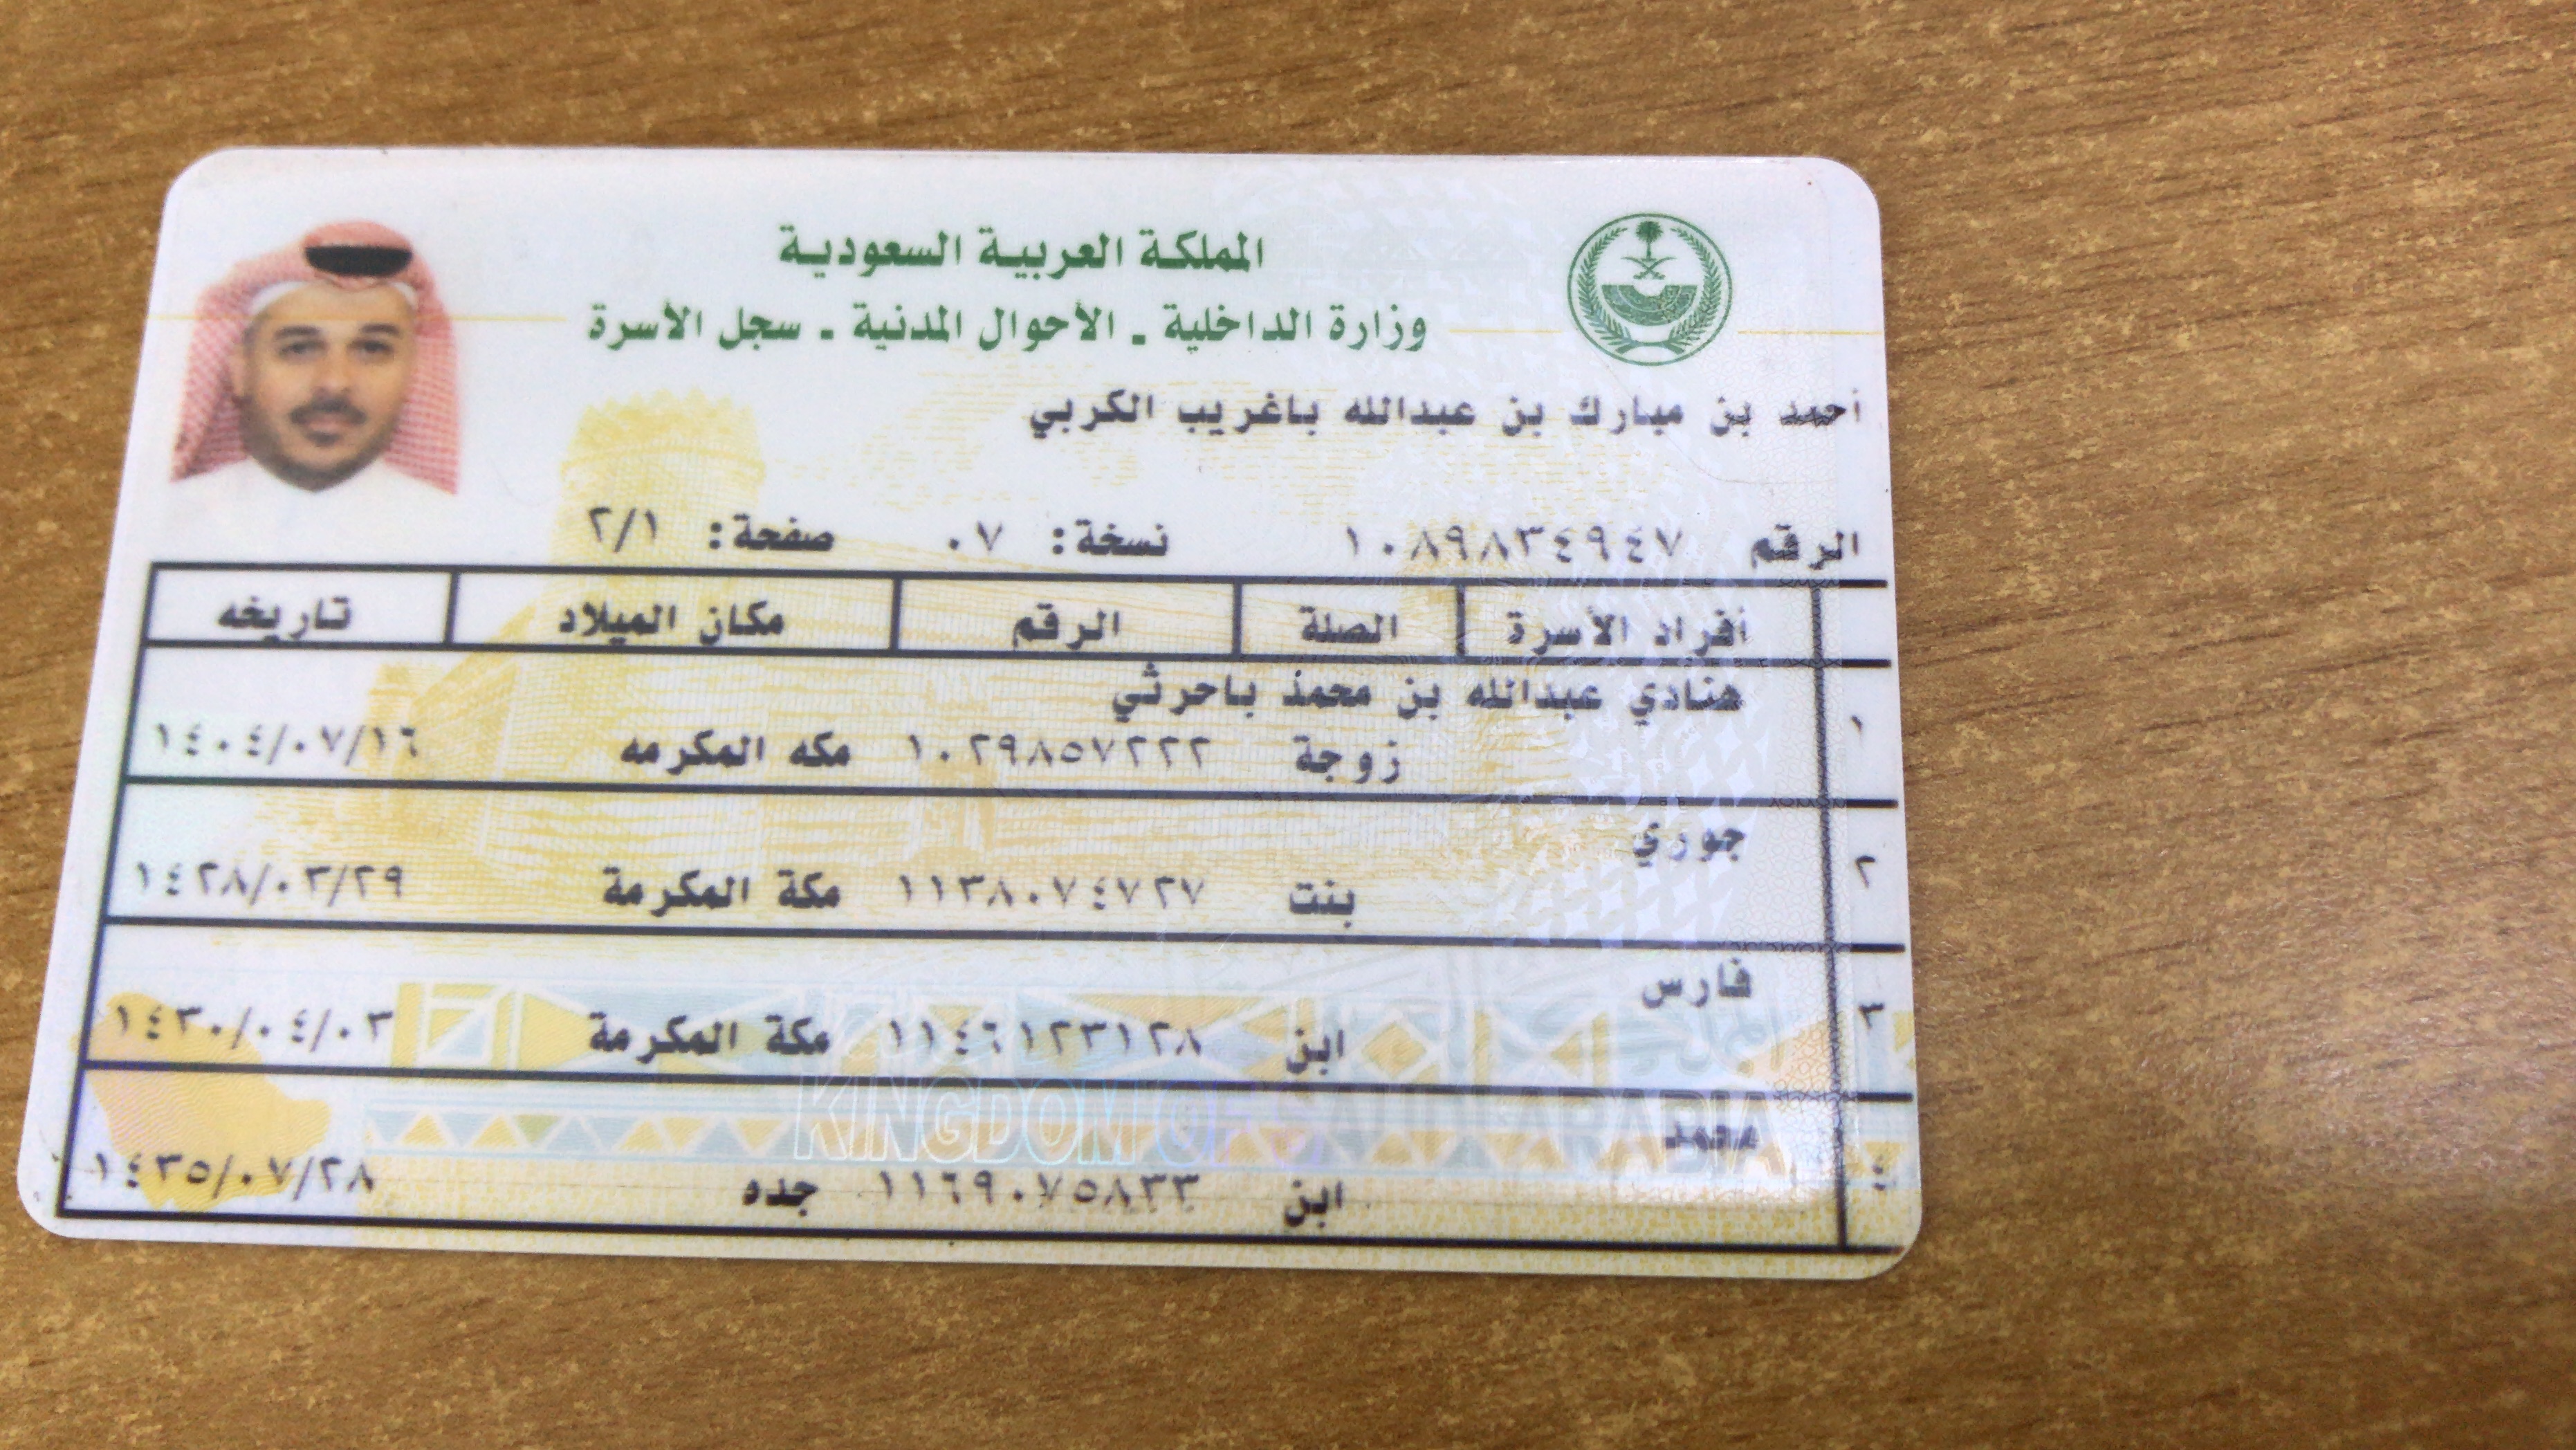 المملكة العربية السعودية
وزارة الداخلية ـ الأحوال المدنية ـ سجل الأسرة
أحمد بن مبارك بن عبدالله باغريب الكربي
الرقم ١٠٨٩٨٣٤٩٤٧ نسخة: ٠٧ صفحة: ٢/١
أفراد الأسرة الصلة الرقم مكان الميلاد تاريخه
هنادي عبدالله بن محمد باحرثي
١ زوجة ١٠٢٩٨٥٧٢٢٢ مكه المكرمه ١٤٠٤/٠٧/١٦
جوري
٢ بنت ١١٣٨٠٧٤٧٢٧ مكة المكرمة ١٤٢٨/٠٣/٢٩
فارس
٣ ابن ١١٤٦١٢٣١٢٨ مكة المكرمة ١٤٣٠/٠٤/٠٣
KINGDOM OF SAUDI ARABIA
محمد
٤ ابن ١١٦٩٠٧٥٨٣٣ جده ١٤٣٥/٠٧/٢٨